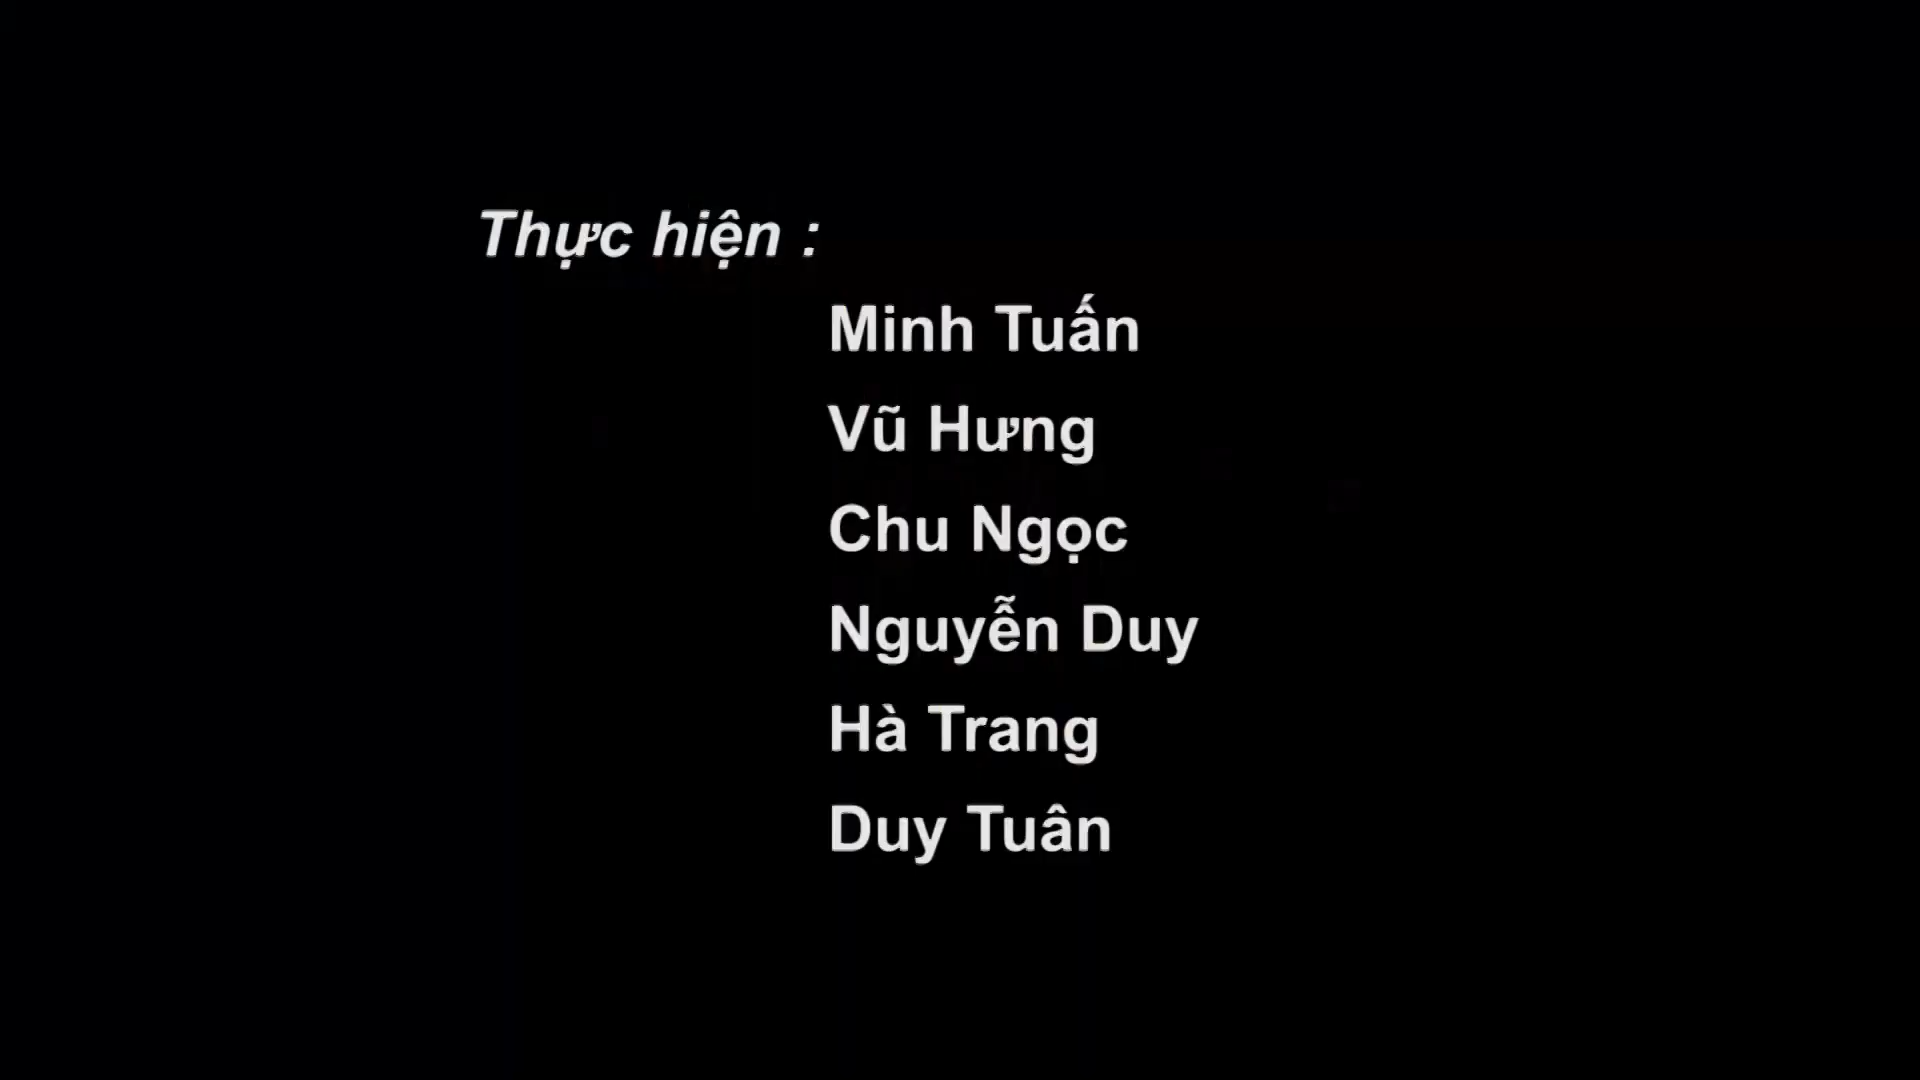 Thực hiện :
Minh Tuấn
Vũ Hưng
Chu Ngọc
Nguyễn Duy
Hà Trang
Duy Tuân